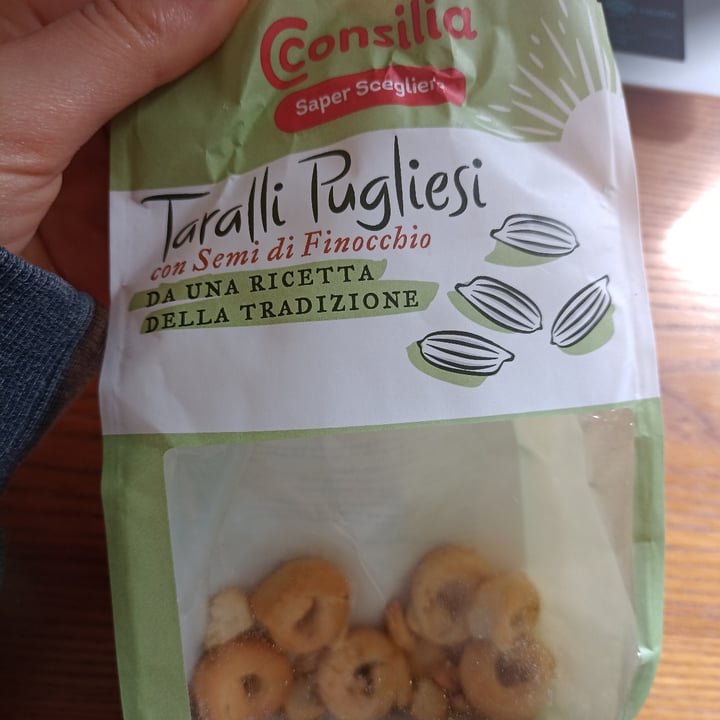 Consilia
Saper Scegliere
Taralli Pugliesi
con Semi di Finocchio
DA UNA RICETTA
DELLA TRADIZIONE